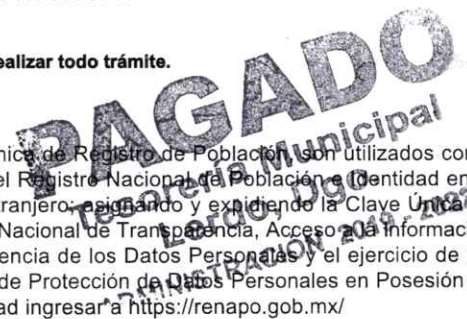 ealizar todo trámite.
PAGADO
Tesorería Municipal
Lerdo, Dgo.
ADMINISTRACIÓN 2019 - 2022
nica de Registro de Población son utilizados con
el Registro Nacional de Población e Identidad en
tranjero, asignando y expidiendo la Clave Única
Nacional de Transparencia, Acceso a la Informac
encia de los Datos Personales y el ejercicio de
de Protección de Datos Personales en Posesión
ad ingresar a https://renapo.gob.mx/